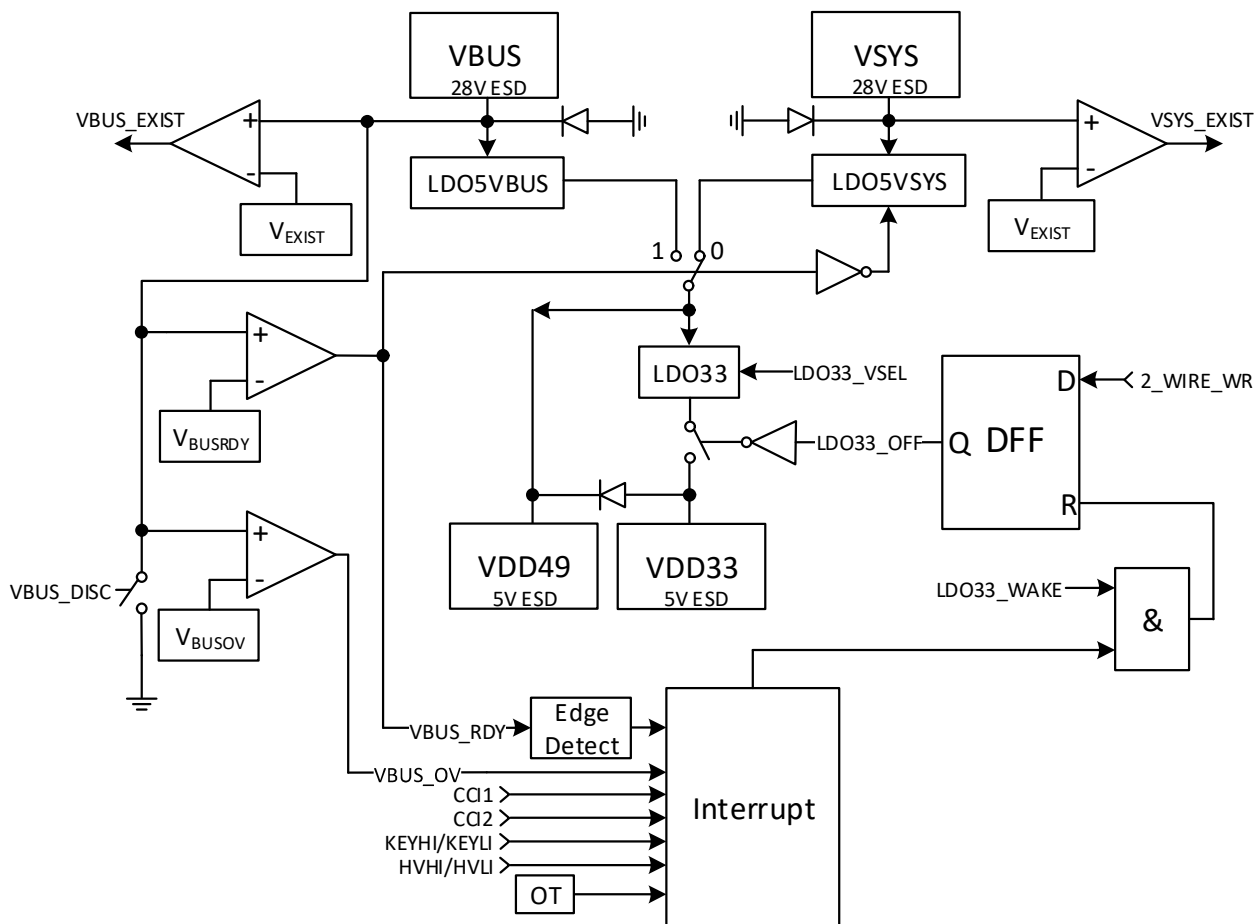 VBUS
28V ESD
VSYS
28V ESD
VBUS_EXIST
+
-
VEXIST
LDO5VBUS
LDO5VSYS
+
-
VSYS_EXIST
VEXIST
1
0
+
-
VBUSRDY
LDO33
LDO33_VSEL
D
2_WIRE_WR
LDO33_OFF
Q
DFF
R
+
-
VBUSOV
VBUS_DISC
VDD49
5V ESD
VDD33
5V ESD
LDO33_WAKE
&
VBUS_RDY
Edge
Detect
VBUS_OV
CCI1
CCI2
KEYHI/KEYLI
HVHI/HVLI
OT
Interrupt